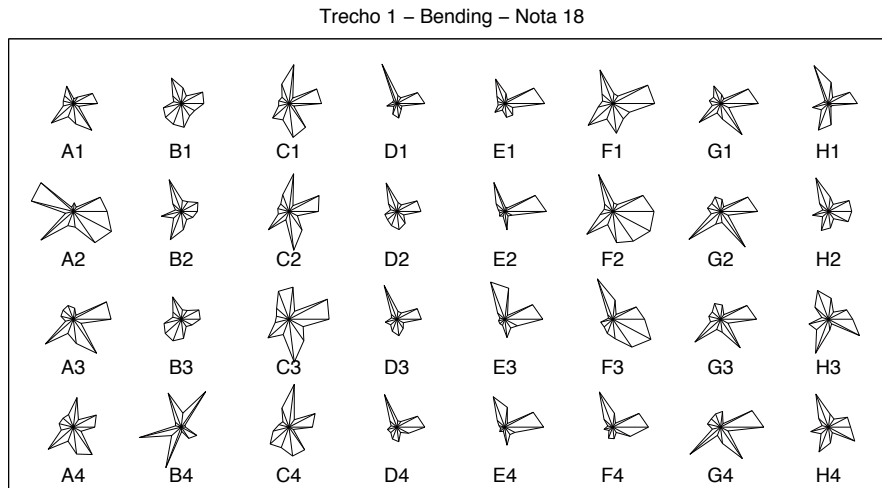 Trecho 1 – Bending – Nota 18
A1 B1 C1 D1 E1 F1 G1 H1
A2 B2 C2 D2 E2 F2 G2 H2
A3 B3 C3 D3 E3 F3 G3 H3
A4 B4 C4 D4 E4 F4 G4 H4